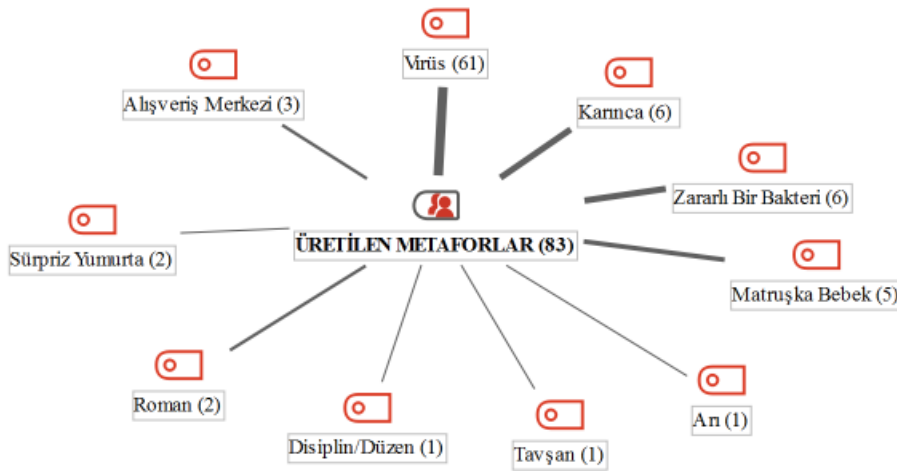 Virüs (61)
Alışveriş Merkezi (3)
Karınca (6)
Zararlı Bir Bakteri (6)
ÜRETİLEN METAFORLAR (83)
Sürpriz Yumurta (2)
Matruşka Bebek (5)
Roman (2)
Disiplin/Düzen (1)
Tavşan (1)
Arı (1)